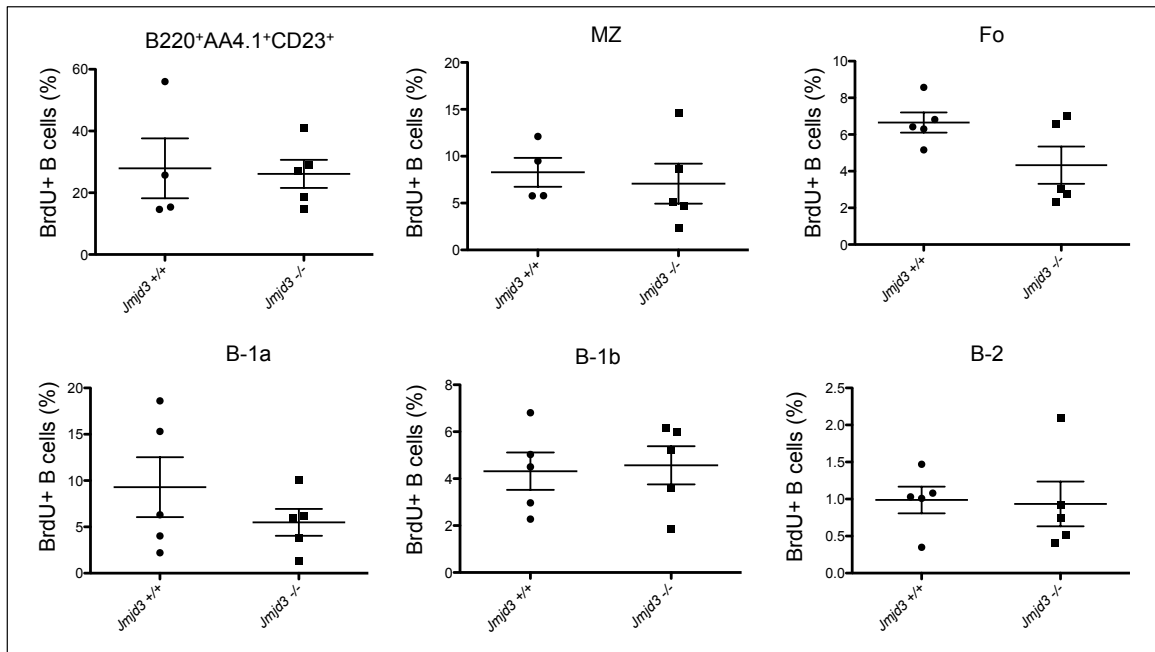 B220⁺AA4.1⁺CD23⁺
BrdU+ B cells (%)
60
40
20
0
Jmjd3 +/+
Jmjd3 -/-
MZ
BrdU+ B cells (%)
20
15
10
5
0
Jmjd3 +/+
Jmjd3 -/-
Fo
BrdU+ B cells (%)
10
8
6
4
2
0
Jmjd3 +/+
Jmjd3 -/-
B-1a
BrdU+ B cells (%)
20
15
10
5
0
Jmjd3 +/+
Jmjd3 -/-
B-1b
BrdU+ B cells (%)
8
6
4
2
0
Jmjd3 +/+
Jmjd3 -/-
B-2
BrdU+ B cells (%)
2.5
2.0
1.5
1.0
0.5
0.0
Jmjd3 +/+
Jmjd3 -/-